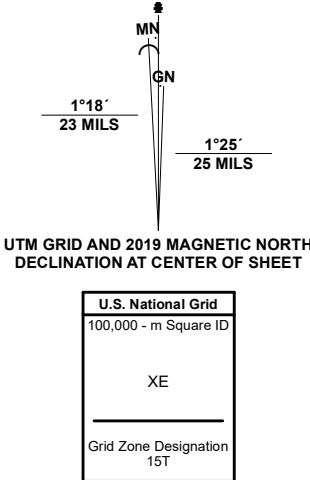 MN
GN
1°18´
23 MILS
1°25´
25 MILS
UTM GRID AND 2019 MAGNETIC NORTH
DECLINATION AT CENTER OF SHEET
U.S. National Grid
100,000 - m Square ID
XE
Grid Zone Designation
15T